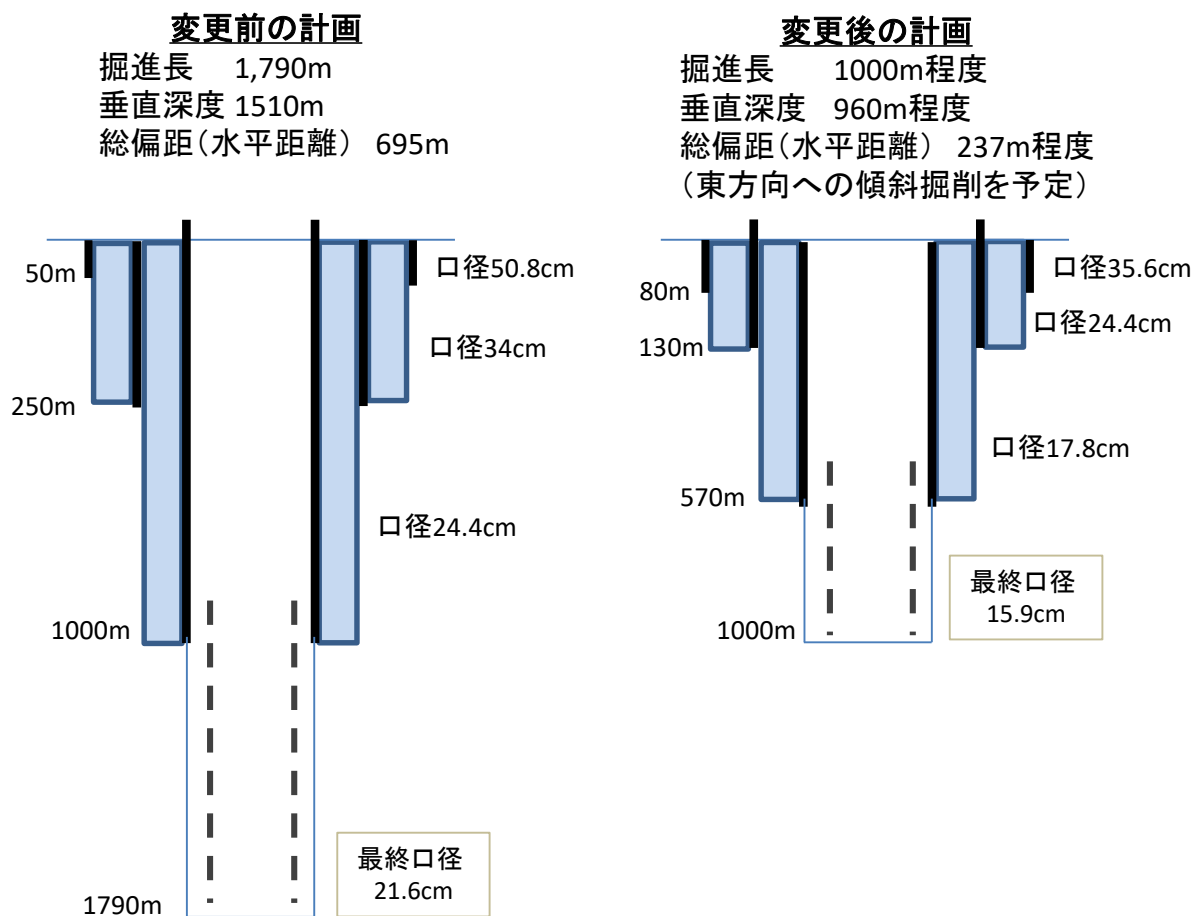 変更前の計画
掘進長 1,790m
垂直深度 1510m
総偏距(水平距離) 695m
50m
口径50.8cm
口径34cm
250m
口径24.4cm
1000m
最終口径
21.6cm
1790m
変更後の計画
掘進長 1000m程度
垂直深度 960m程度
総偏距(水平距離) 237m程度
(東方向への傾斜掘削を予定)
口径35.6cm
80m
口径24.4cm
130m
口径17.8cm
570m
最終口径
15.9cm
1000m